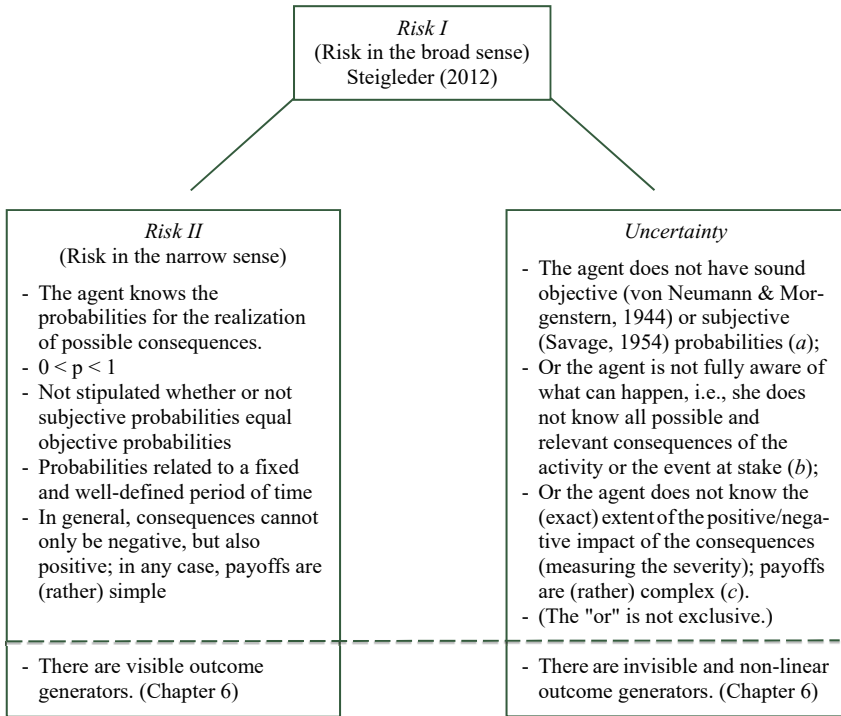 Risk I
(Risk in the broad sense)
Steigleder (2012)
Risk II
(Risk in the narrow sense)
- The agent knows the
probabilities for the realization
of possible consequences.
- 0 < p < 1
- Not stipulated whether or not
subjective probabilities equal
objective probabilities
- Probabilities related to a fixed
and well-defined period of time
- In general, consequences cannot
only be negative, but also
positive; in any case, payoffs are
(rather) simple
- There are visible outcome
generators. (Chapter 6)
Uncertainty
- The agent does not have sound
objective (von Neumann & Mor-
genstern, 1944) or subjective
(Savage, 1954) probabilities (a);
- Or the agent is not fully aware of
what can happen, i.e., she does
not know all possible and
relevant consequences of the
activity or the event at stake (b);
- Or the agent does not know the
(exact) extent of the positive/nega-
tive impact of the consequences
(measuring the severity); payoffs
are (rather) complex (c).
- (The "or" is not exclusive.)
- There are invisible and non-linear
outcome generators. (Chapter 6)